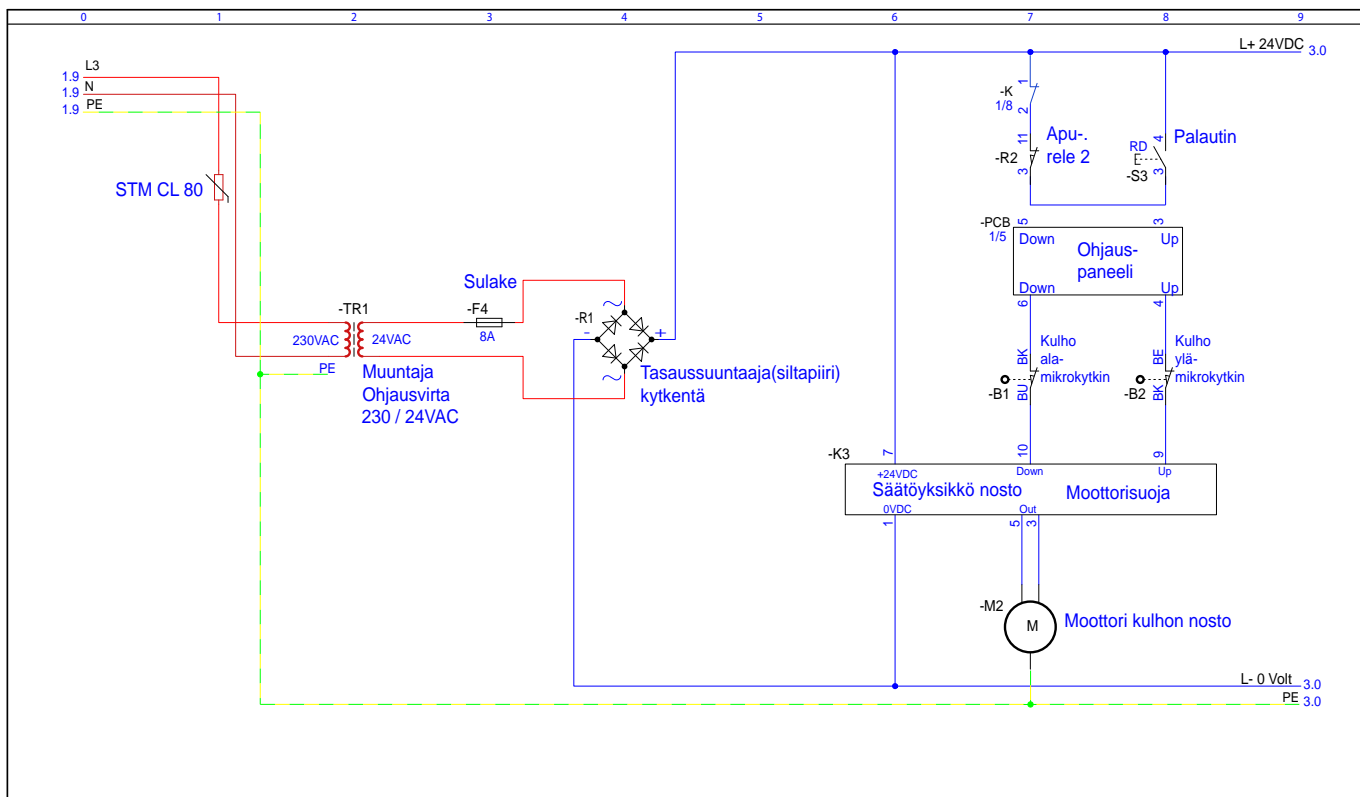 0 1 2 3 4 5 6 7 8 9
L+ 24VDC 3.0
1.9 L3
1.9 N
1.9 PE
-K
1/8
1
2
11
-R2
3
Apu-.
rele 2
4
RD
-S3
3
Palautin
STM CL 80
-PCB
1/5
5
3
Down
Up
Ohjaus-
paneeli
Down
Up
6
4
Sulake
-TR1
-F4
8A
230VAC
24VAC
PE
Muuntaja
Ohjausvirta
230 / 24VAC
-R1
-
+
Tasaussuuntaaja(siltapiiri)
kytkentä
BK
Kulho
ala-
mikrokytkin
-B1
BU
BE
Kulho
ylä-
mikrokytkin
-B2
BK
-K3
7
10
9
+24VDC
Down
Up
Säätöyksikkö nosto
Moottorisuoja
0VDC
Out
1
5
3
-M2
M
Moottori kulhon nosto
L- 0 Volt 3.0
PE 3.0